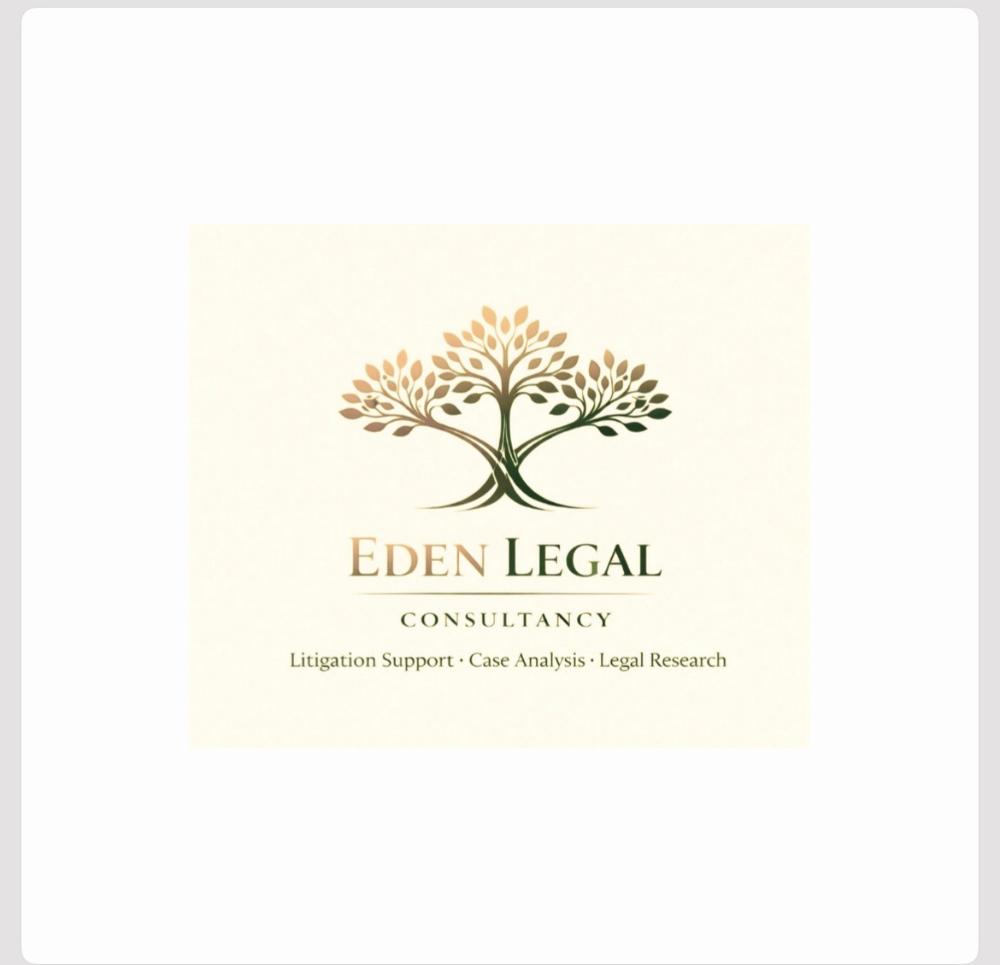 EDEN LEGAL
CONSULTANCY
Litigation Support · Case Analysis · Legal Research